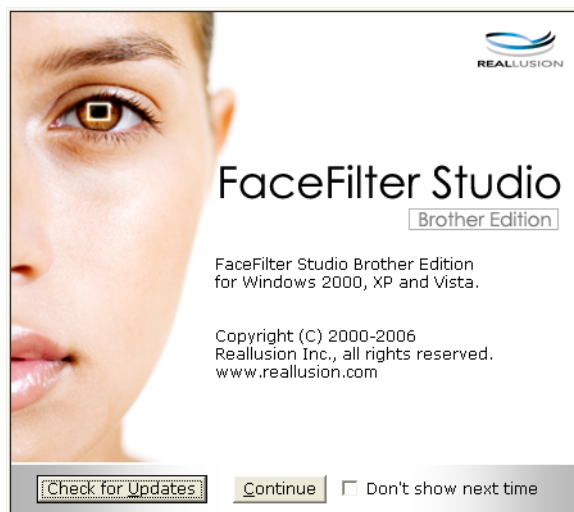 REALLUSION
FaceFilter Studio
Brother Edition
FaceFilter Studio Brother Edition
for Windows 2000, XP and Vista.
Copyright (C) 2000-2006
Reallusion Inc., all rights reserved.
www.reallusion.com
Check for Updates
Continue
Don't show next time